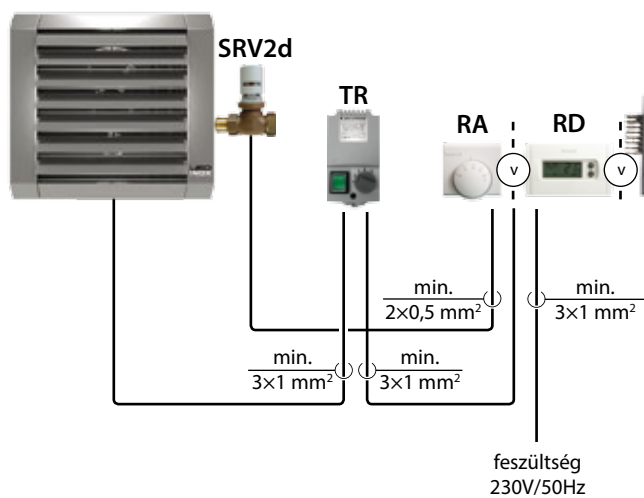 SRV2d
TR
RA
RD
v
v
min.
2×0,5 mm²
min.
3×1 mm²
min.
3×1 mm²
min.
3×1 mm²
feszültség
230V/50Hz